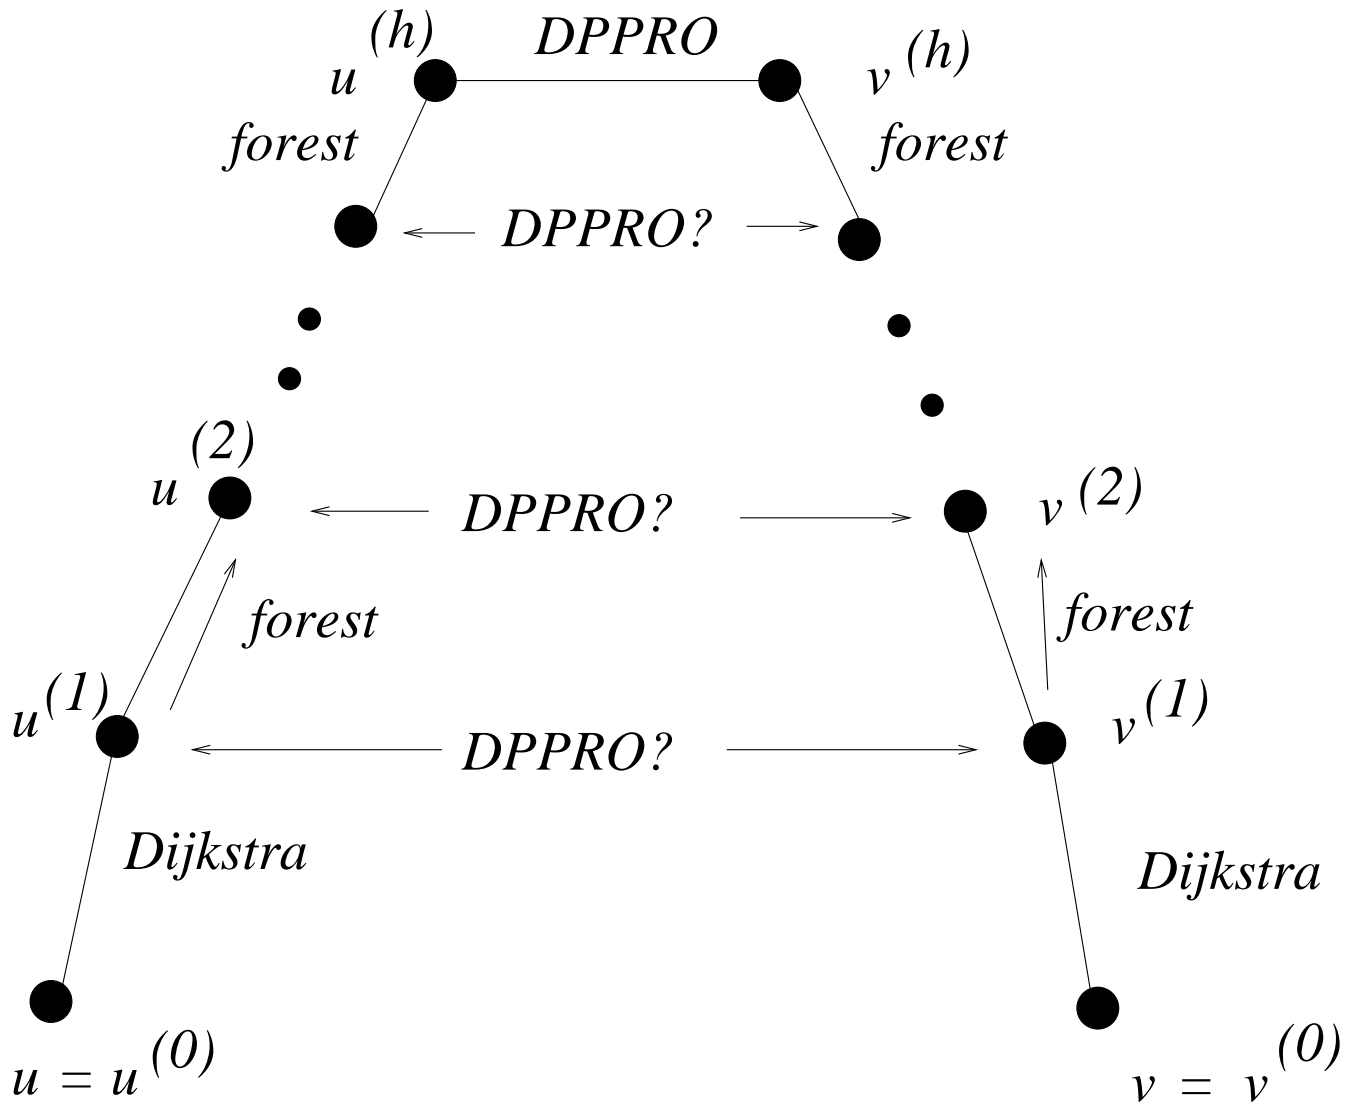 u (h) DPPRO v (h)
forest forest
DPPRO?
u (2) DPPRO? v (2)
forest forest
u (1) DPPRO? v (1)
Dijkstra Dijkstra
u = u (0) v = v (0)